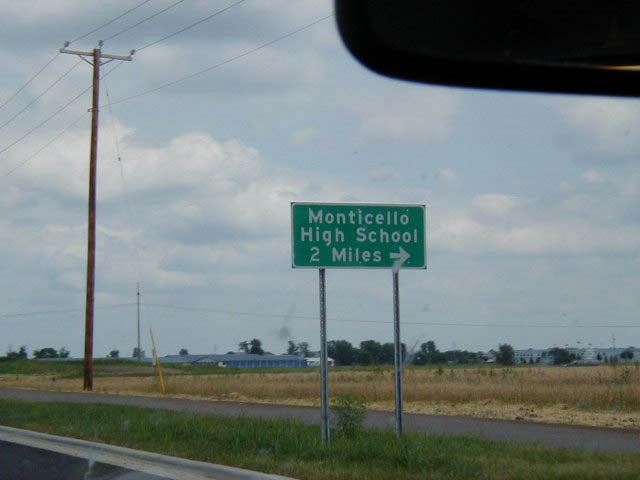 Monticello
High School
2 Miles →